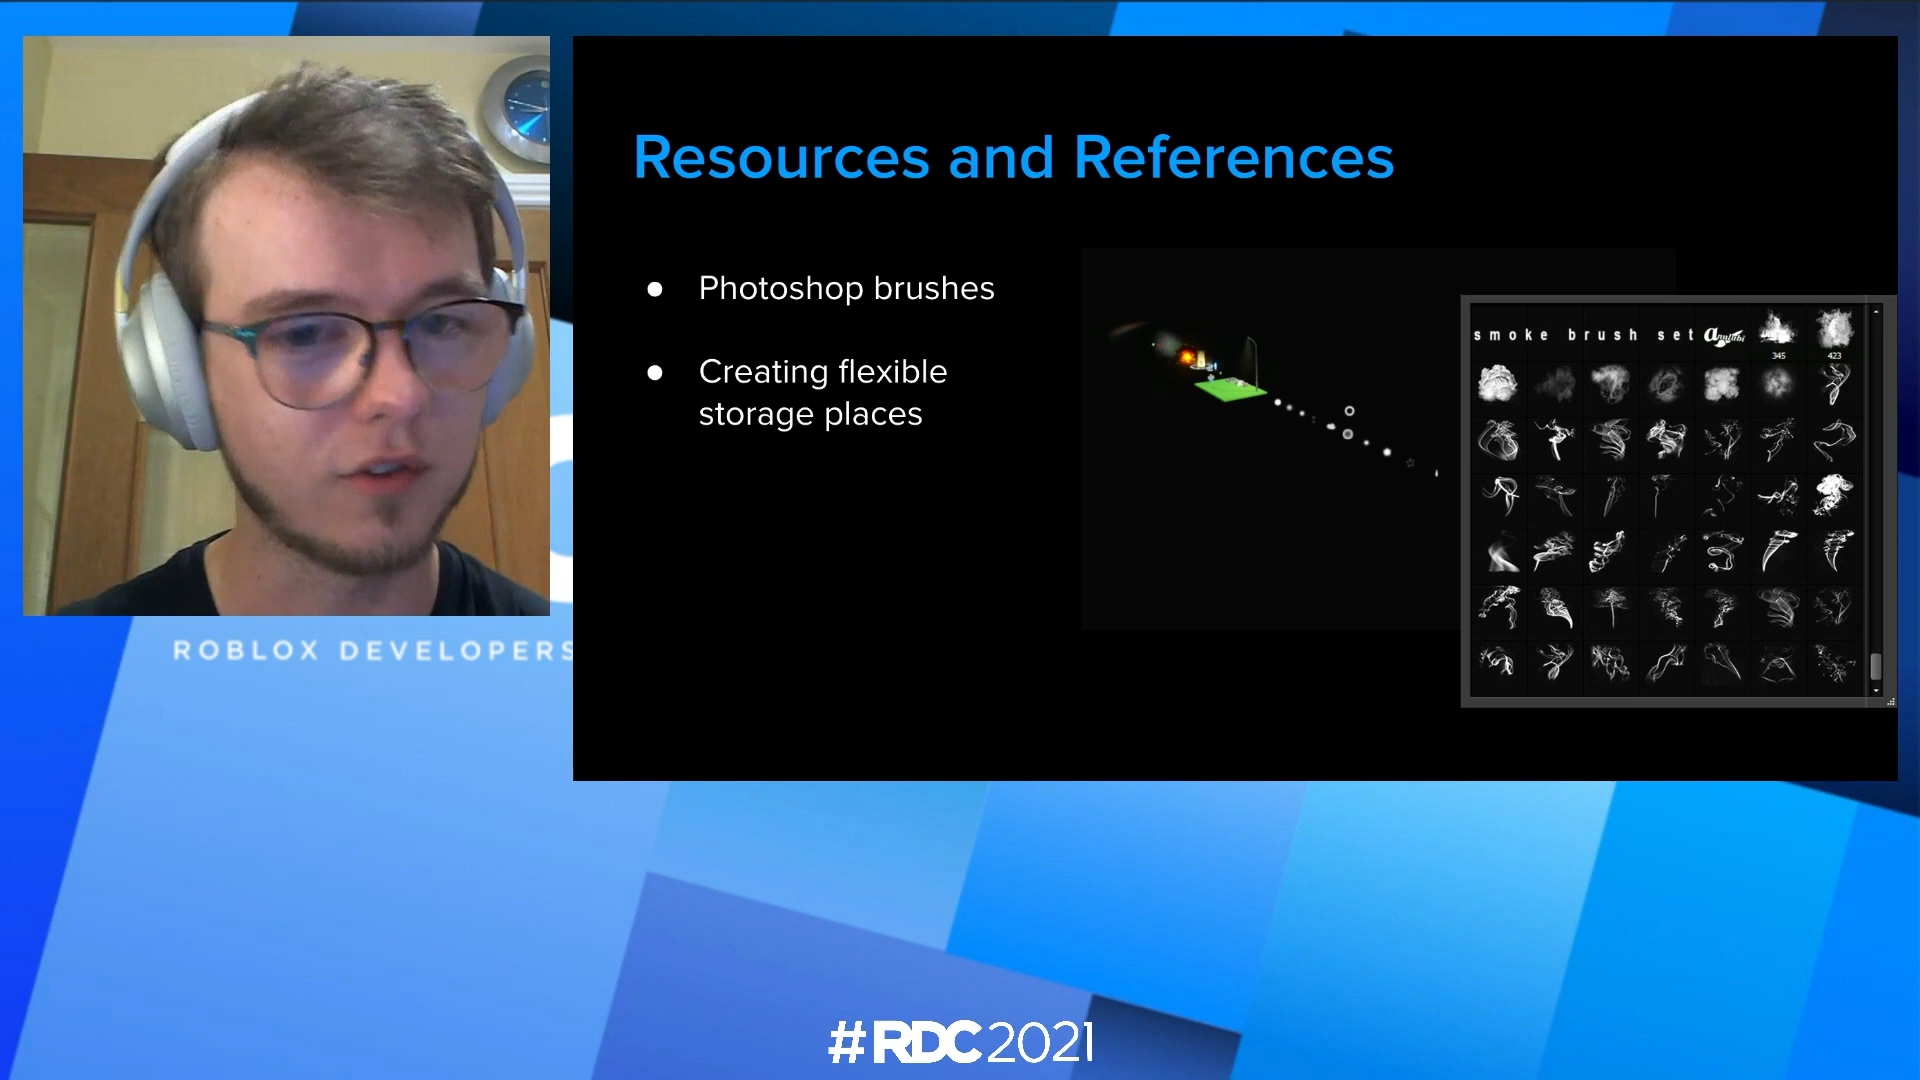 Resources and References
● Photoshop brushes
● Creating flexible
storage places
smoke brush set
345
423
ROBLOX DEVELOPERS
#RDC2021